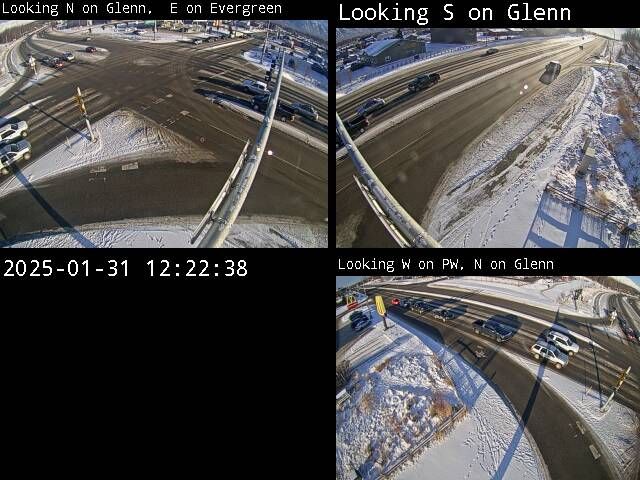 Looking N on Glenn,  E on Evergreen
Looking S on Glenn
2025-01-31 12:22:38
Looking W on PW, N on Glenn